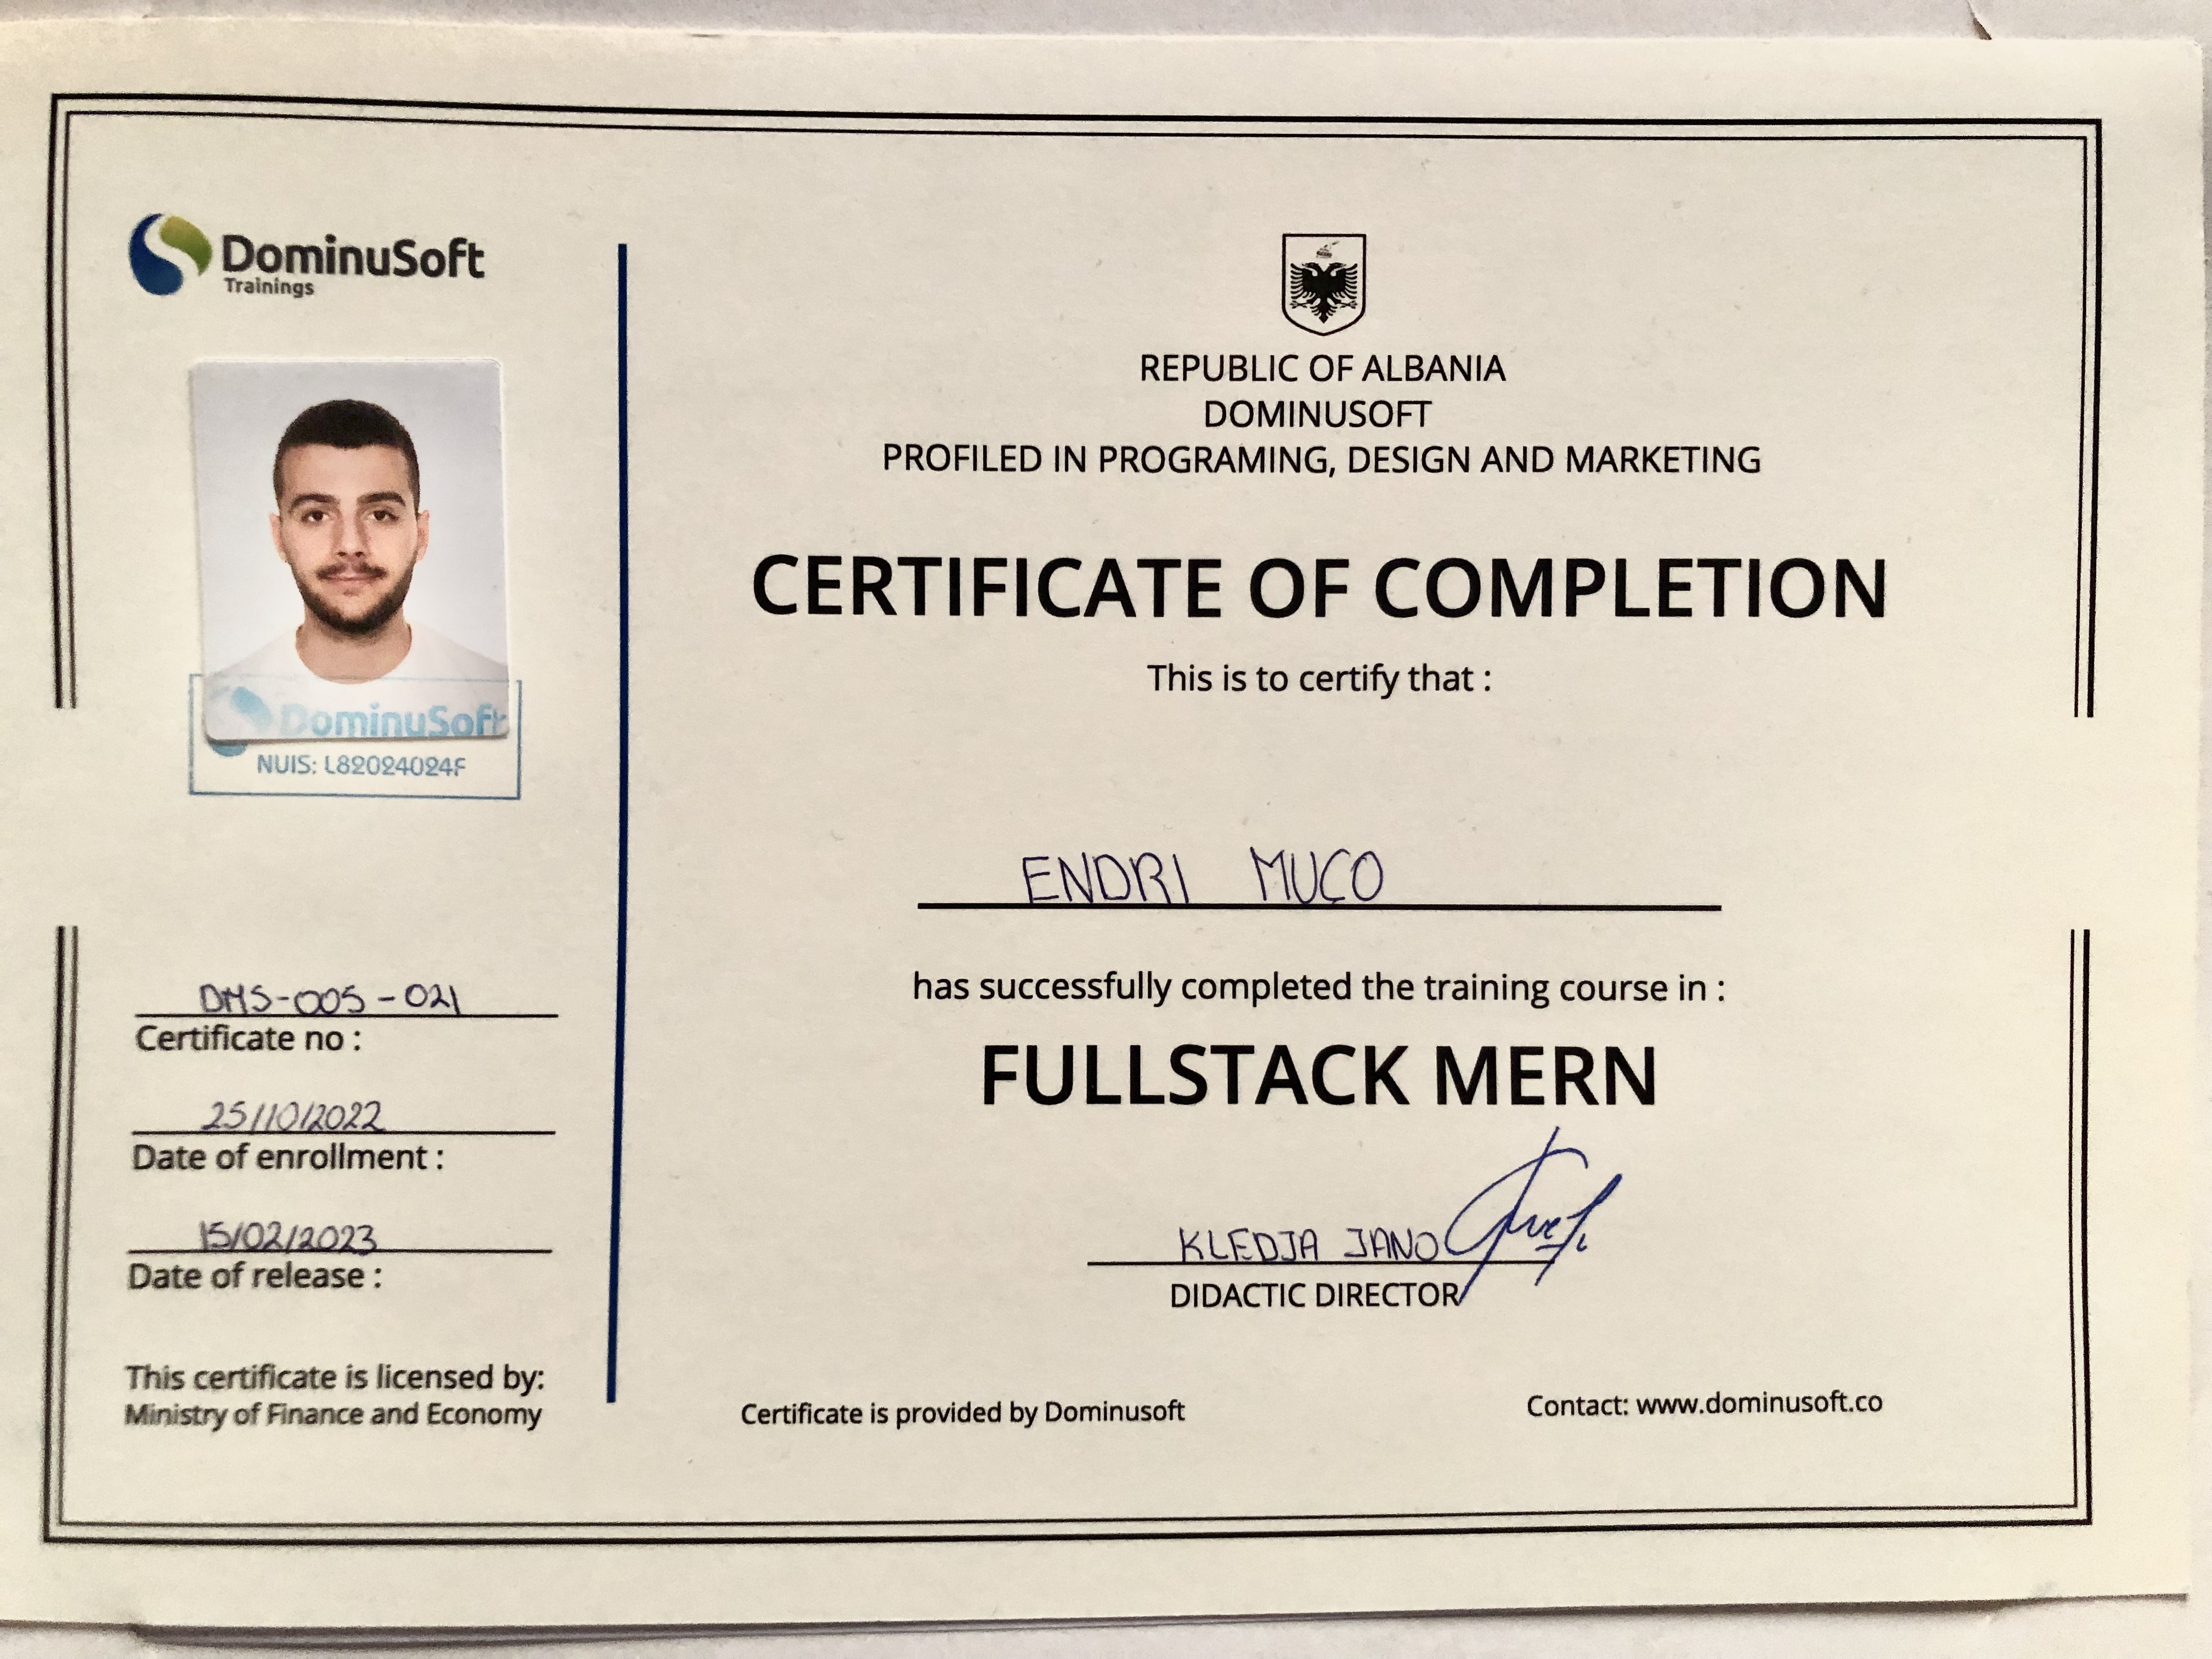 DominuSoft
Trainings
DominuSoft
NUIS: L82024024F
DMS-005-021
Certificate no :
25/10/2022
Date of enrollment :
15/02/2023
Date of release :
This certificate is licensed by:
Ministry of Finance and Economy
REPUBLIC OF ALBANIA
DOMINUSOFT
PROFILED IN PROGRAMING, DESIGN AND MARKETING
CERTIFICATE OF COMPLETION
This is to certify that :
ENDRI MUÇO
has successfully completed the training course in :
FULLSTACK MERN
KLEDJA JANO
DIDACTIC DIRECTOR
Certificate is provided by Dominusoft
Contact: www.dominusoft.co